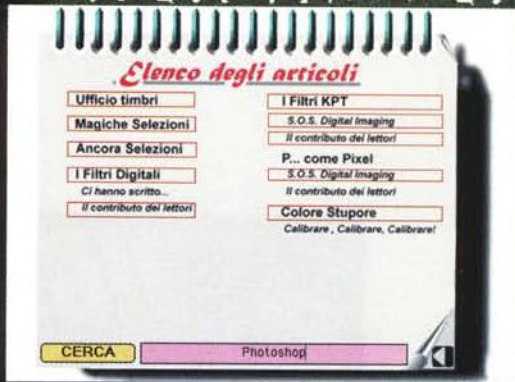 Elenco degli articoli
Ufficio timbri
Magiche Selezioni
Ancora Selezioni
I Filtri Digitali
Ci hanno scritto...
Il contributo dei lettori
I Filtri KPT
S.O.S. Digital Imaging
Il contributo dei lettori
P... come Pixel
S.O.S. Digital Imaging
Il contributo dei lettori
Colore Stupore
Calibrare , Calibrare, Calibrare!
CERCA
Photoshop